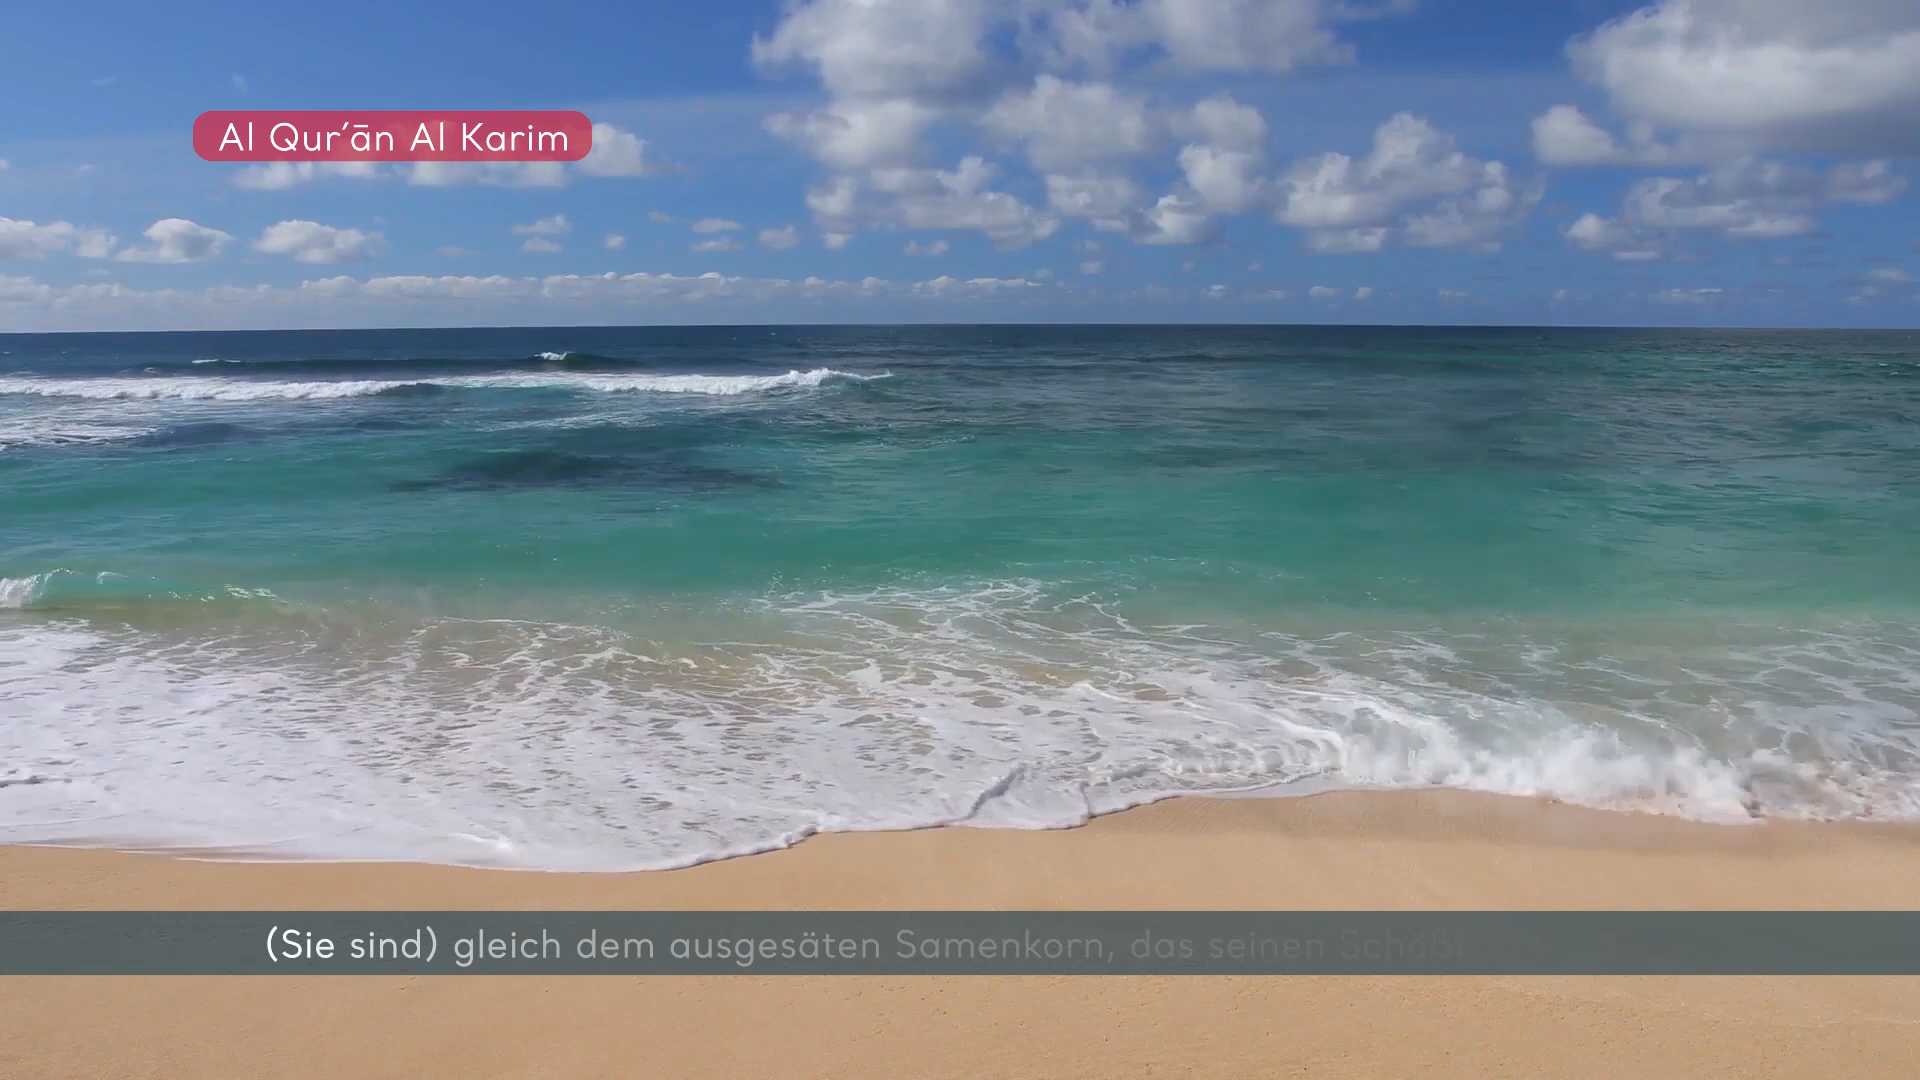 Al Qur’ān Al Karim
(Sie sind) gleich dem ausgesäten Samenkorn, das seinen